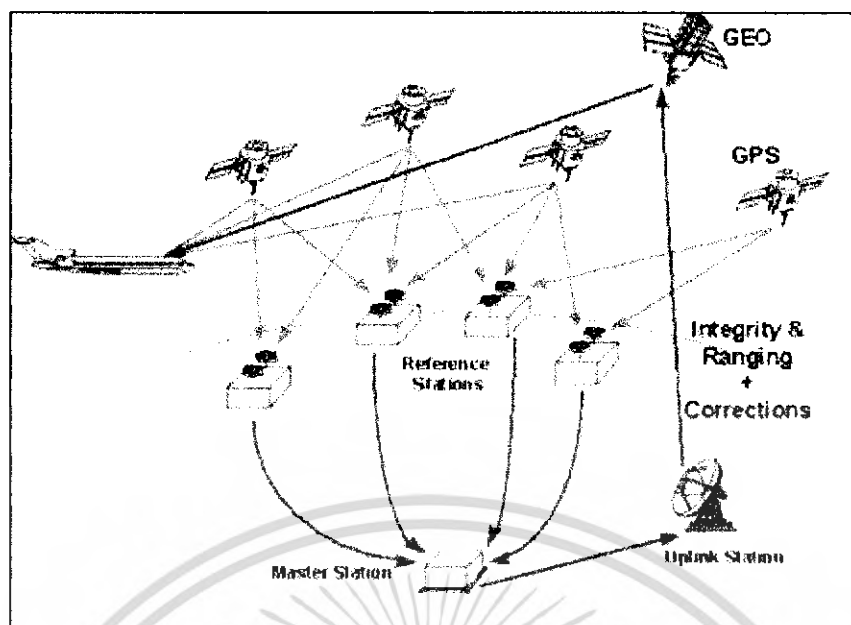 GEO
GPS
Integrity &
Ranging
+
Corrections
Reference
Stations
Master Station
Uplink Station